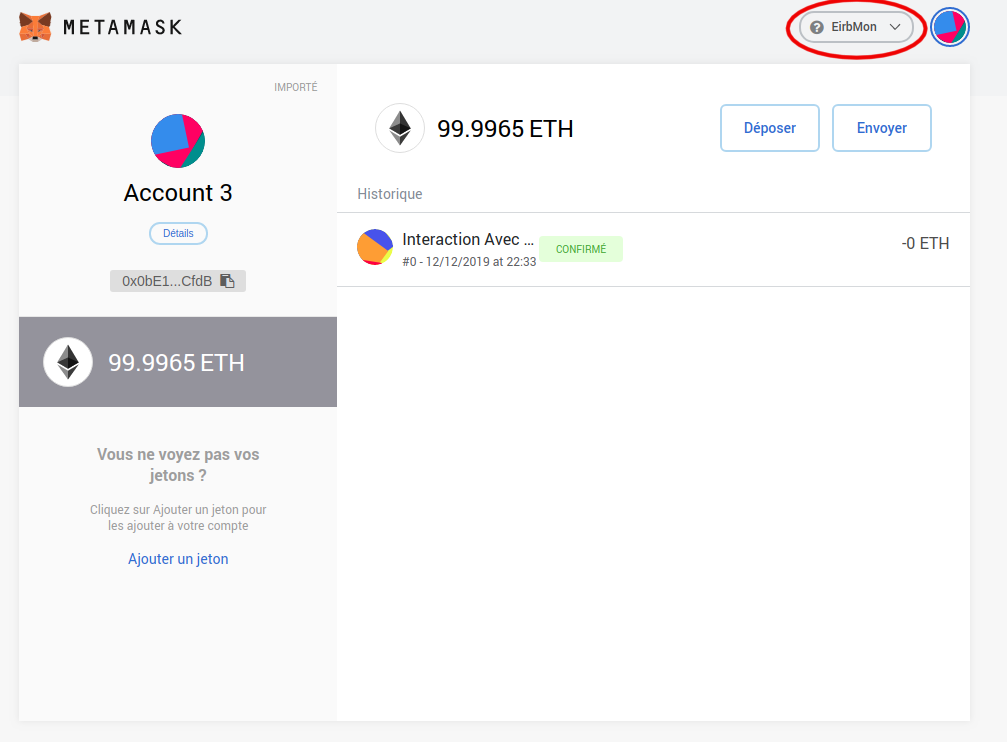 METAMASK
EirbMon
IMPORTÉ
Account 3
Détails
0x0bE1...CfdB
99.9965 ETH
Vous ne voyez pas vos
jetons ?
Cliquez sur Ajouter un jeton pour
les ajouter à votre compte
Ajouter un jeton
99.9965 ETH
Déposer
Envoyer
Historique
Interaction Avec ...
#0 - 12/12/2019 at 22:33
CONFIRMÉ
-0 ETH